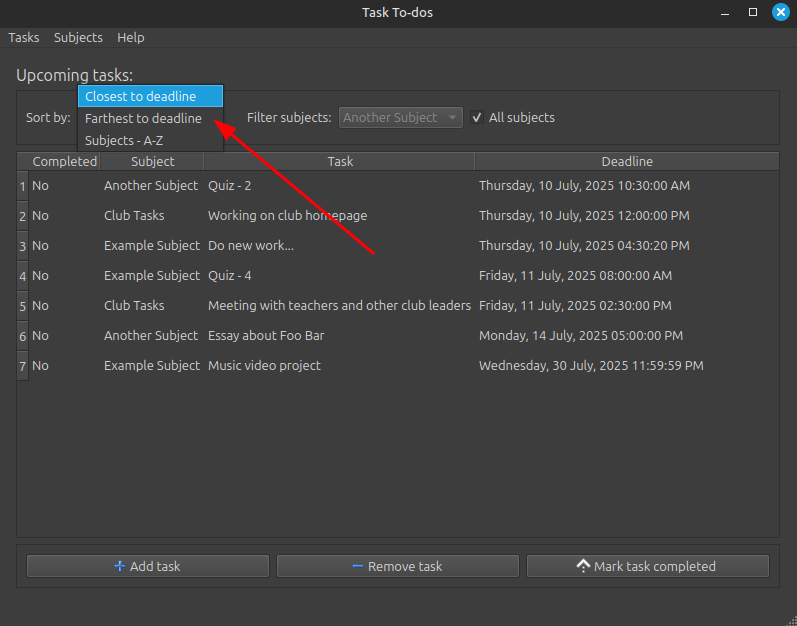 Task To-dos
Tasks Subjects Help
Upcoming tasks:
Closest to deadline
Sort by: Farthest to deadline Filter subjects: Another Subject ✓ All subjects
Subjects - A-Z
Completed Subject Task Deadline
1 No Another Subject Quiz - 2 Thursday, 10 July, 2025 10:30:00 AM
2 No Club Tasks Working on club homepage Thursday, 10 July, 2025 12:00:00 PM
3 No Example Subject Do new work... Thursday, 10 July, 2025 04:30:20 PM
4 No Example Subject Quiz - 4 Friday, 11 July, 2025 08:00:00 AM
5 No Club Tasks Meeting with teachers and other club leaders Friday, 11 July, 2025 02:30:00 PM
6 No Another Subject Essay about Foo Bar Monday, 14 July, 2025 05:00:00 PM
7 No Example Subject Music video project Wednesday, 30 July, 2025 11:59:59 PM
Add task Remove task Mark task completed